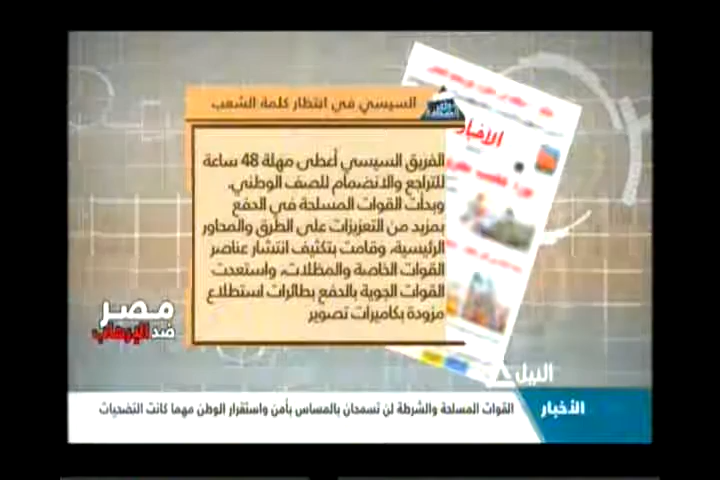 السيسي في انتظار كلمة الشعب
الأخبار
الفريق السيسي أعطى مهلة 48 ساعة
للتراجع والانضمام للصف الوطني.
وبدأت القوات المسلحة في الدفع
بمزيد من التعزيزات على الطرق والمحاور
الرئيسية، وقامت بتكثيف انتشار عناصر
القوات الخاصة والمظلات، واستعدت
القوات الجوية بالدفع بطائرات استطلاع
مزودة بكاميرات تصوير
مصر
ضد الإرهاب
النيل
الأخبار
القوات المسلحة والشرطة لن تسمحان بالمساس بأمن واستقرار الوطن مهما كانت التضحيات